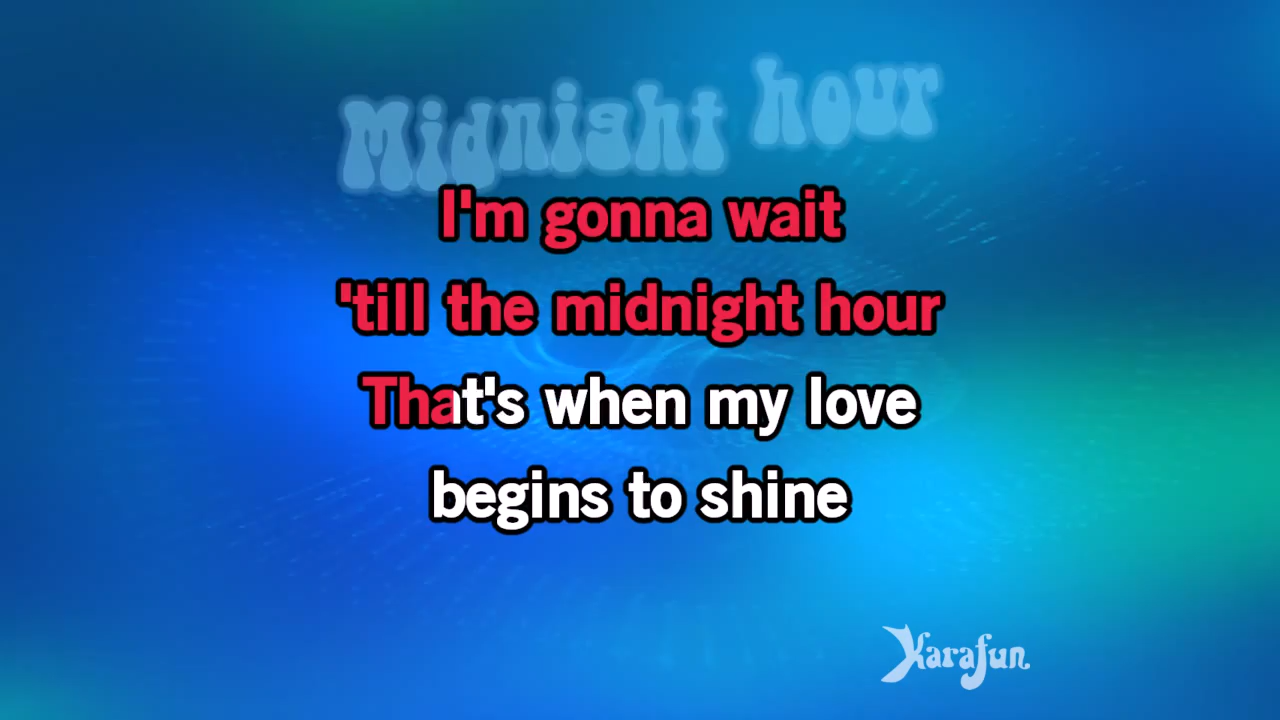 Midnight hour
I'm gonna wait
'till the midnight hour
That's when my love
begins to shine
Karafun